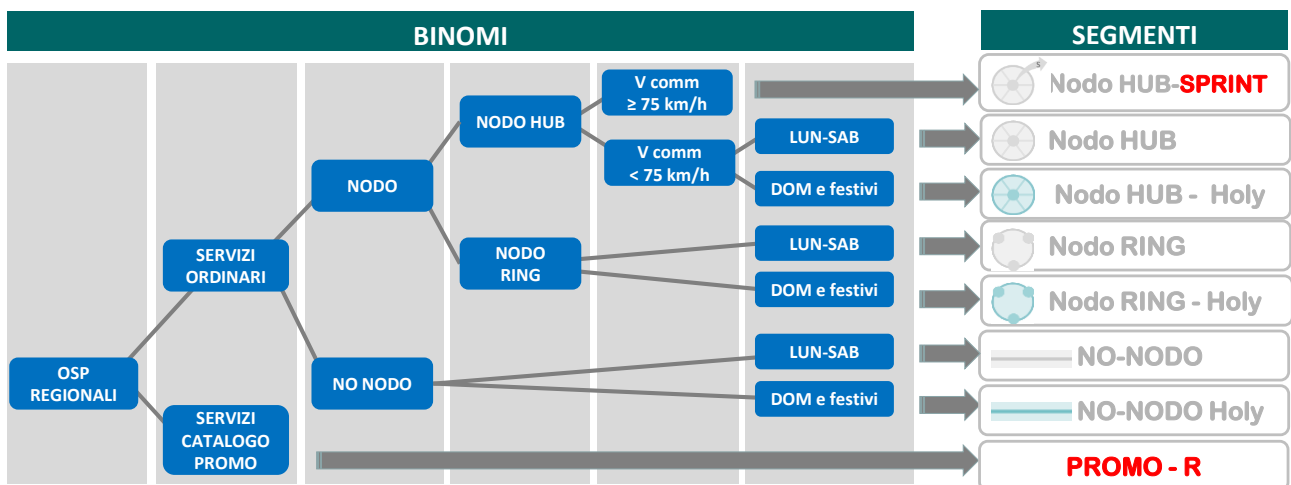 BINOMI
SEGMENTI
OSP
REGIONALI
SERVIZI
ORDINARI
SERVIZI
CATALOGO
PROMO
NODO
NO NODO
NODO HUB
NODO
RING
V comm
≥ 75 km/h
V comm
< 75 km/h
LUN-SAB
DOM e festivi
LUN-SAB
DOM e festivi
LUN-SAB
DOM e festivi
S
Nodo HUB-SPRINT
Nodo HUB
Nodo HUB - Holy
Nodo RING
Nodo RING - Holy
NO-NODO
NO-NODO Holy
PROMO - R